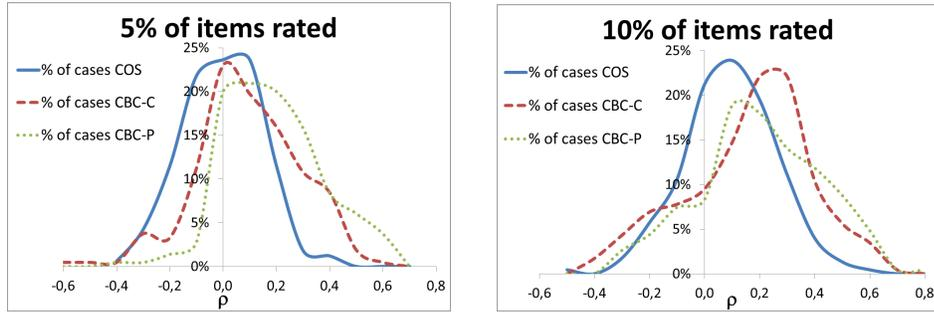 5% of items rated
25%
% of cases COS
20%
% of cases CBC-C
% of cases CBC-P
15%
10%
5%
0%
-0,6 -0,4 -0,2 0,0 0,2 0,4 0,6 0,8
ρ
10% of items rated
25%
% of cases COS
20%
% of cases CBC-C
% of cases CBC-P
15%
10%
5%
0%
-0,6 -0,4 -0,2 0,0 0,2 0,4 0,6 0,8
ρ